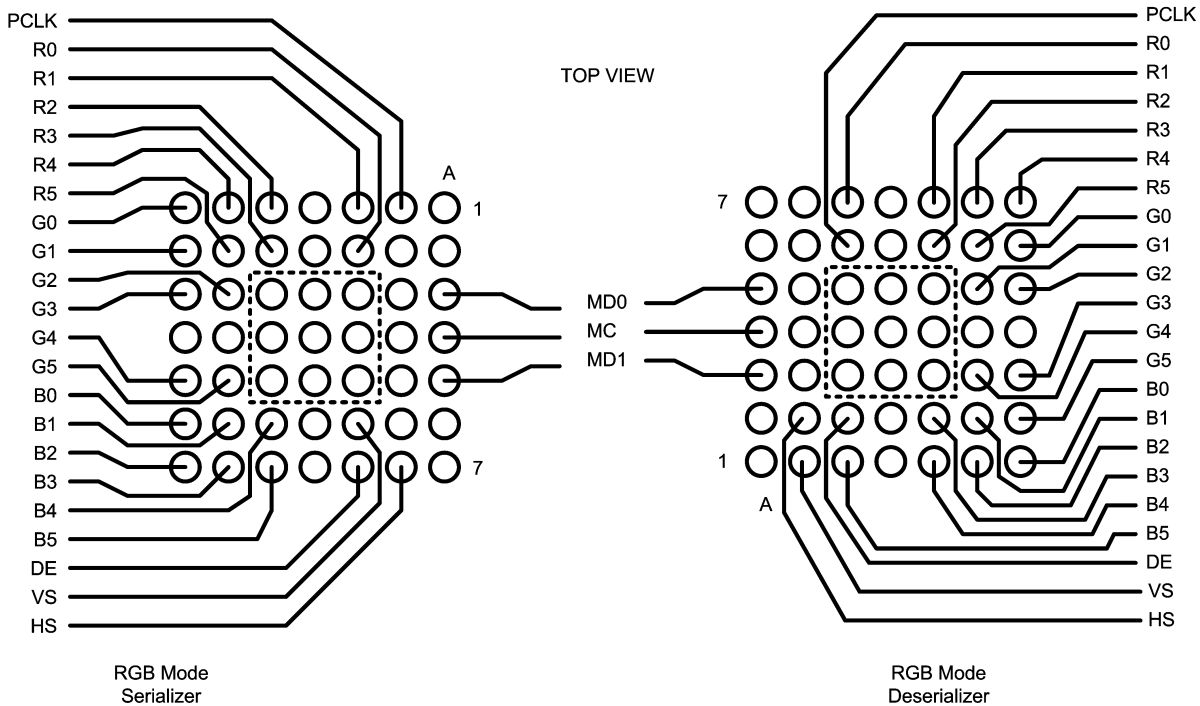 PCLK
R0
R1
R2
R3
R4
R5
G0
G1
G2
G3
G4
G5
B0
B1
B2
B3
B4
B5
DE
VS
HS
A
1
7
RGB Mode
Serializer
TOP VIEW
MD0
MC
MD1
7
1
A
PCLK
R0
R1
R2
R3
R4
R5
G0
G1
G2
G3
G4
G5
B0
B1
B2
B3
B4
B5
DE
VS
HS
RGB Mode
Deserializer